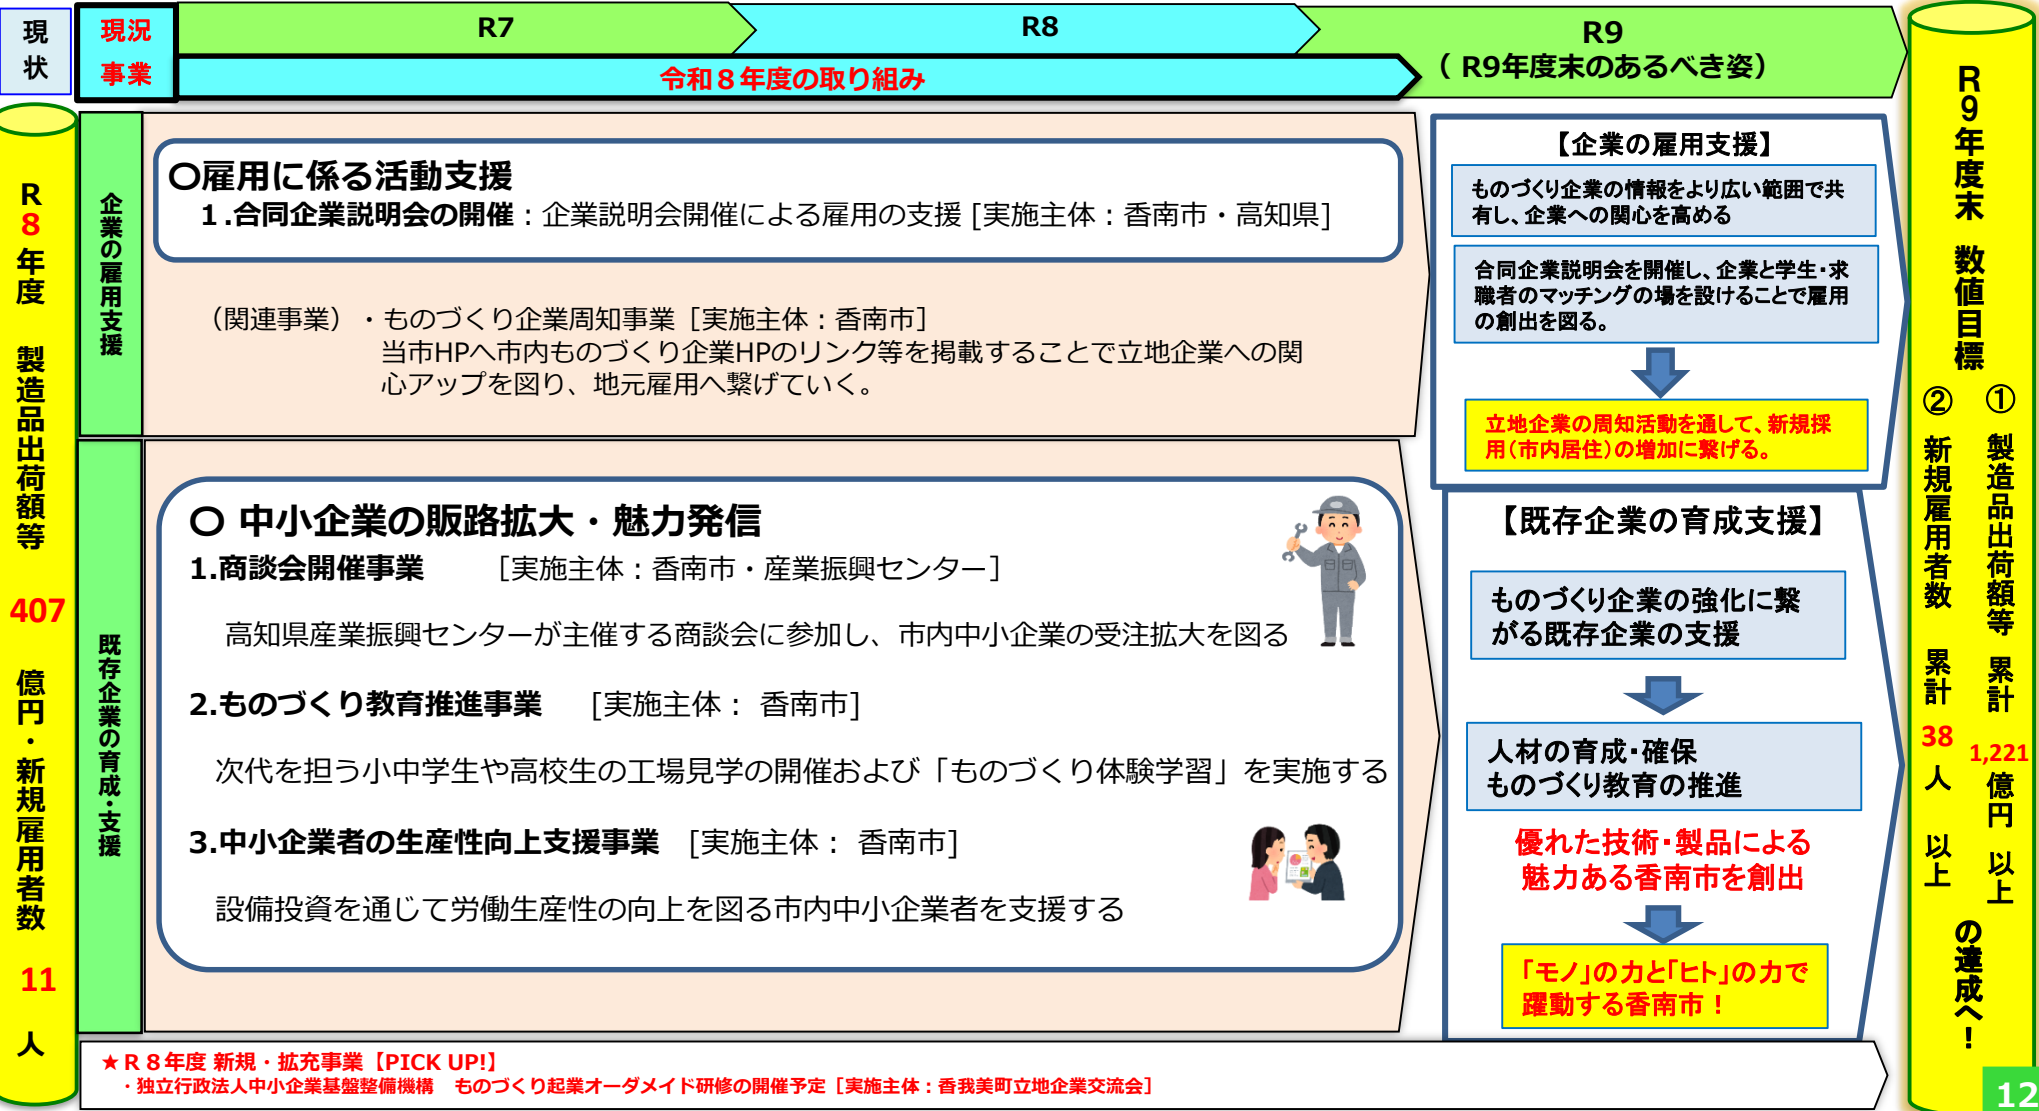 現状
現況
事業
R7
R8
R9
（ R9年度末のあるべき姿）
令和８年度の取り組み
R8年度 製造品出荷額等 407 億円・新規雇用者数 11 人
企業の雇用支援
〇雇用に係る活動支援
１.合同企業説明会の開催：企業説明会開催による雇用の支援 [実施主体：香南市・高知県]
（関連事業）・ものづくり企業周知事業［実施主体：香南市］
当市HPへ市内ものづくり企業HPのリンク等を掲載することで立地企業への関
心アップを図り、地元雇用へ繋げていく。
既存企業の育成・支援
〇 中小企業の販路拡大・魅力発信
1.商談会開催事業 [実施主体：香南市・産業振興センター]
高知県産業振興センターが主催する商談会に参加し、市内中小企業の受注拡大を図る
2.ものづくり教育推進事業 [実施主体： 香南市]
次代を担う小中学生や高校生の工場見学の開催および「ものづくり体験学習」を実施する
3.中小企業者の生産性向上支援事業 [実施主体： 香南市]
設備投資を通じて労働生産性の向上を図る市内中小企業者を支援する
【企業の雇用支援】
ものづくり企業の情報をより広い範囲で共
有し、企業への関心を高める
合同企業説明会を開催し、企業と学生・求
職者のマッチングの場を設けることで雇用
の創出を図る。
立地企業の周知活動を通して、新規採
用（市内居住）の増加に繋げる。
【既存企業の育成支援】
ものづくり企業の強化に繋
がる既存企業の支援
人材の育成・確保
ものづくり教育の推進
優れた技術・製品による
魅力ある香南市を創出
「モノ」の力と「ヒト」の力で
躍動する香南市！
R9年度末 数値目標
① 製造品出荷額等 累計 1,221 億円 以上
② 新規雇用者数 累計 38 人 以上
の達成へ！
★Ｒ８年度 新規・拡充事業【PICK UP!】
・独立行政法人中小企業基盤整備機構 ものづくり起業オーダメイド研修の開催予定［実施主体：香我美町立地企業交流会］
12